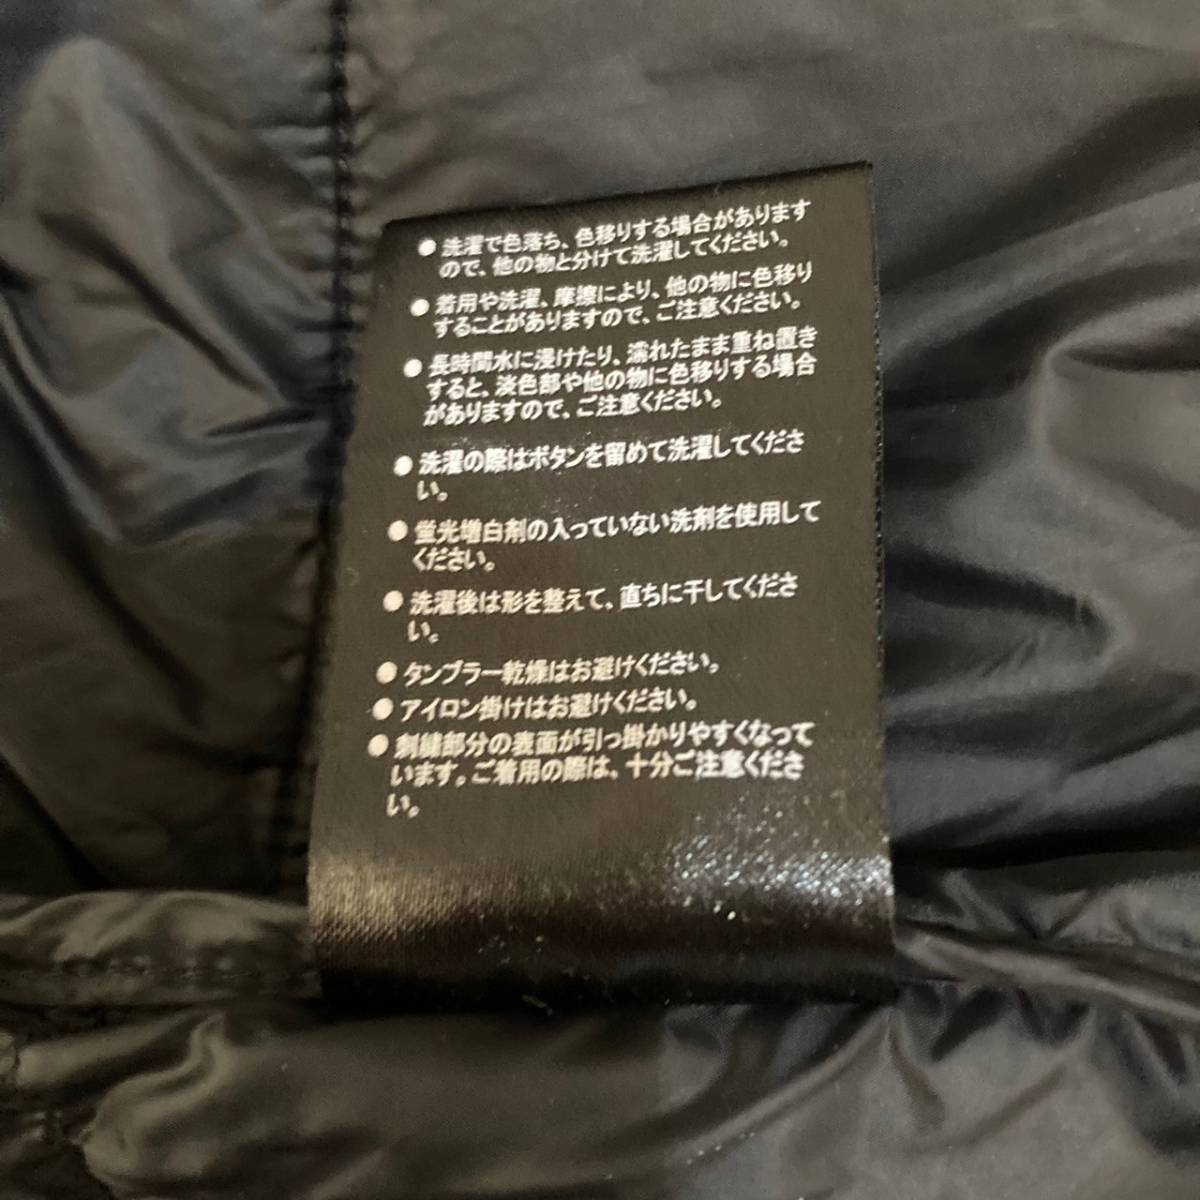 ●洗濯で色落ち、色移りする場合があります
ので、他の物と分けて洗濯してください。
●着用や洗濯、摩擦により、他の物に色移り
することがありますので、ご注意ください。
●長時間水に浸けたり、濡れたまま重ね置き
すると、淡色部や他の物に色移りする場合
がありますので、ご注意ください。
●洗濯の際はボタンを留めて洗濯してくださ
い。
●蛍光増白剤の入っていない洗剤を使用して
ください。
●洗濯後は形を整えて、直ちに干してくださ
い。
●タンブラー乾燥はお避けください。
●アイロン掛けはお避けください。
●刺繍部分の表面が引っ掛かりやすくなって
います。ご着用の際は、十分ご注意くださ
い。